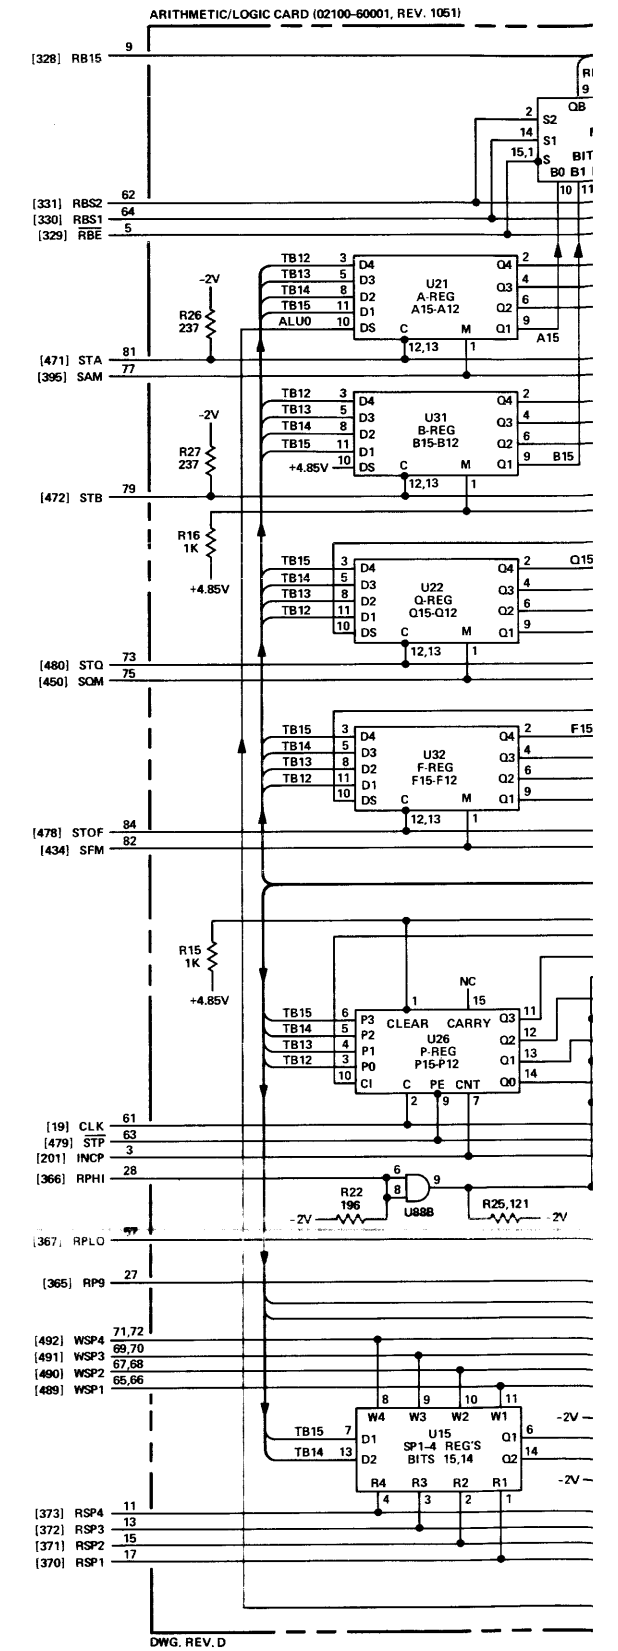 ARITHMETIC/LOGIC CARD (02100-60001, REV. 1051)
[328] RB15 9
9
QB
2 S2
14 S1
15,1 S
BIT
B0 B1
10 11
[331] RBS2 62
[330] RBS1 64
[329] RBE 5
-2V
R26
237
TB12 3 D4 Q4 2
TB13 5 D3 Q3 4
TB14 8 D2 Q2 6
TB15 11 D1 Q1 9
ALU0 10 DS
U21
A-REG
A15-A12
C M
12,13 1
A15
[471] STA 81
[395] SAM 77
-2V
R27
237
TB12 3 D4 Q4 2
TB13 5 D3 Q3 4
TB14 8 D2 Q2 6
TB15 11 D1 Q1 9 B15
+4.85V 10 DS
U31
B-REG
B15-B12
C M
12,13 1
[472] STB 79
R16
1K
+4.85V
TB15 3 D4 Q4 2 Q15
TB14 5 D3 Q3 4
TB13 8 D2 Q2 6
TB12 11 D1 Q1 9
10 DS
U22
Q-REG
Q15-Q12
C M
12,13 1
[480] STQ 73
[450] SQM 75
TB15 3 D4 Q4 2 F15
TB14 5 D3 Q3 4
TB13 8 D2 Q2 6
TB12 11 D1 Q1 9
10 DS
U32
F-REG
F15-F12
C M
12,13 1
[478] STOF 84
[434] SFM 82
R15
1K
+4.85V
NC
1 15
CLEAR CARRY
TB15 6 P3 Q3 11
TB14 5 P2 Q2 12
TB13 4 P1 Q1 13
TB12 3 P0 Q0 14
10 CI
U26
P-REG
P15-P12
C PE CNT
2 9 7
[19] CLK 61
[479] STP 63
[201] INCP 3
[366] RPHI 28
6
8
9
U88B
R22
196
-2V
R25,121
-2V
[367] RPLO
[365] RP9 27
[492] WSP4 71,72
[491] WSP3 69,70
[490] WSP2 67,68
[489] WSP1 65,66
8 9 10 11
W4 W3 W2 W1
TB15 7 D1 Q1 6
TB14 13 D2 Q2 14
U15
SP1-4 REG'S
BITS 15,14
R4 R3 R2 R1
4 3 2 1
-2V
-2V
[373] RSP4 11
[372] RSP3 13
[371] RSP2 15
[370] RSP1 17
DWG, REV, D